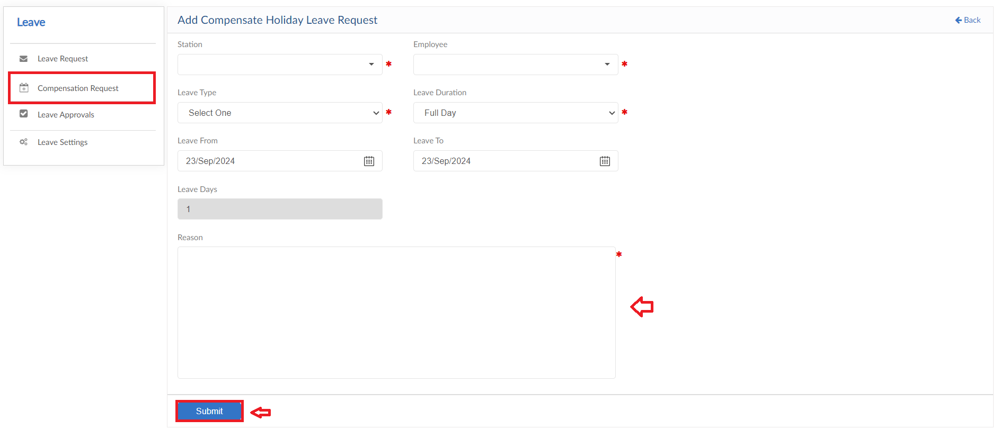 Leave
Leave Request
Compensation Request
Leave Approvals
Leave Settings
Add Compensate Holiday Leave Request
Back
Station
Employee
*
*
Leave Type
Leave Duration
Select One
*
Full Day
*
Leave From
Leave To
23/Sep/2024
23/Sep/2024
Leave Days
1
Reason
*
Submit